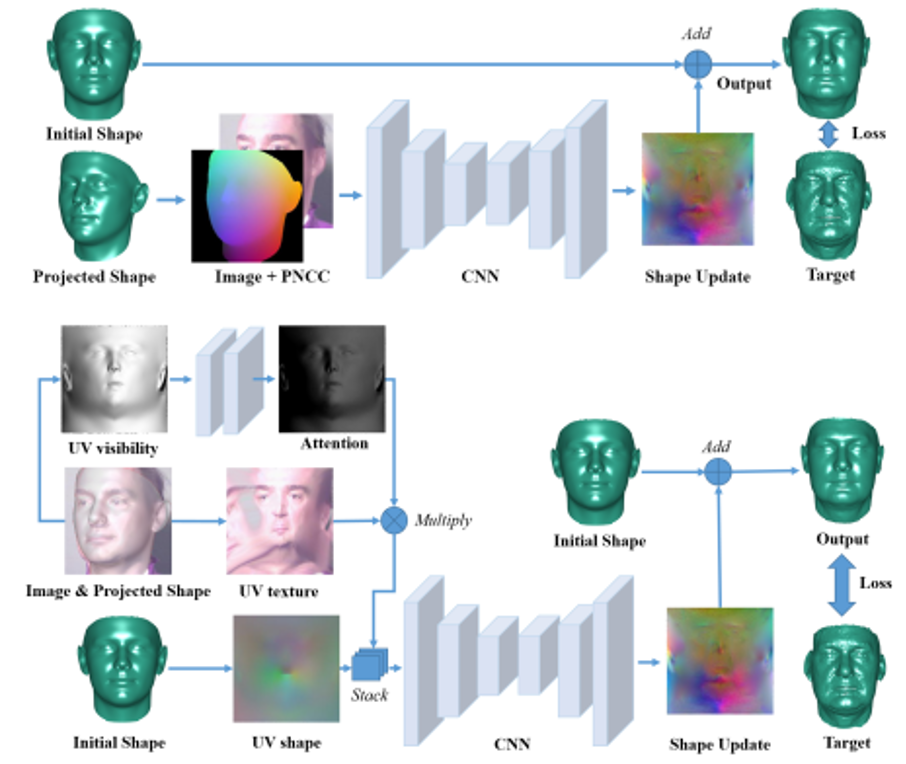 Add
Output
Initial Shape
Loss
Projected Shape
Image + PNCC
CNN
Shape Update
Target
UV visibility
Attention
Add
Multiply
Initial Shape
Output
Image & Projected Shape
UV texture
Loss
Stack
Initial Shape
UV shape
CNN
Shape Update
Target